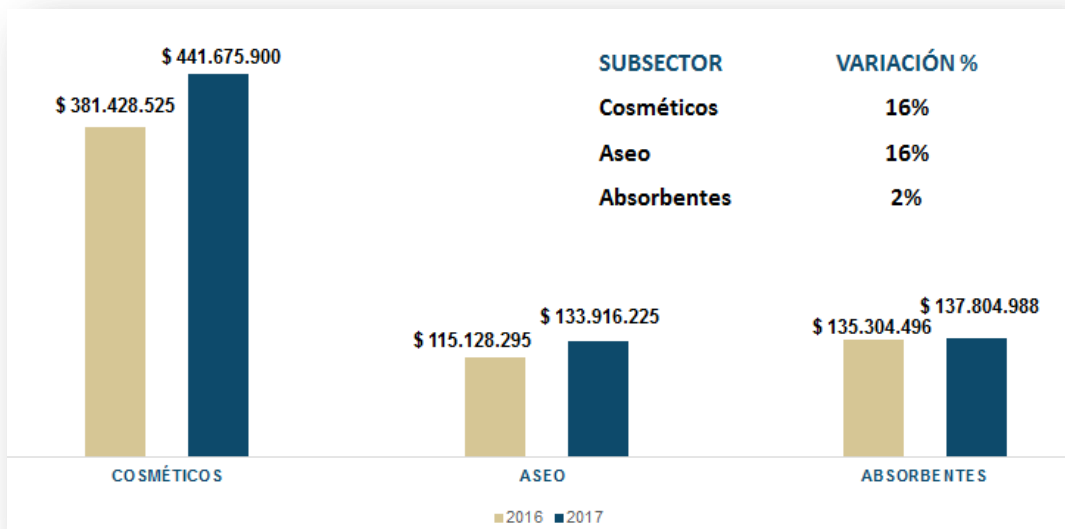 $ 441.675.900
$ 381.428.525
SUBSECTOR VARIACIÓN %
Cosméticos 16%
Aseo 16%
Absorbentes 2%
$ 115.128.295
$ 133.916.225
$ 135.304.496
$ 137.804.988
COSMÉTICOS ASEO ABSORBENTES
2016 2017